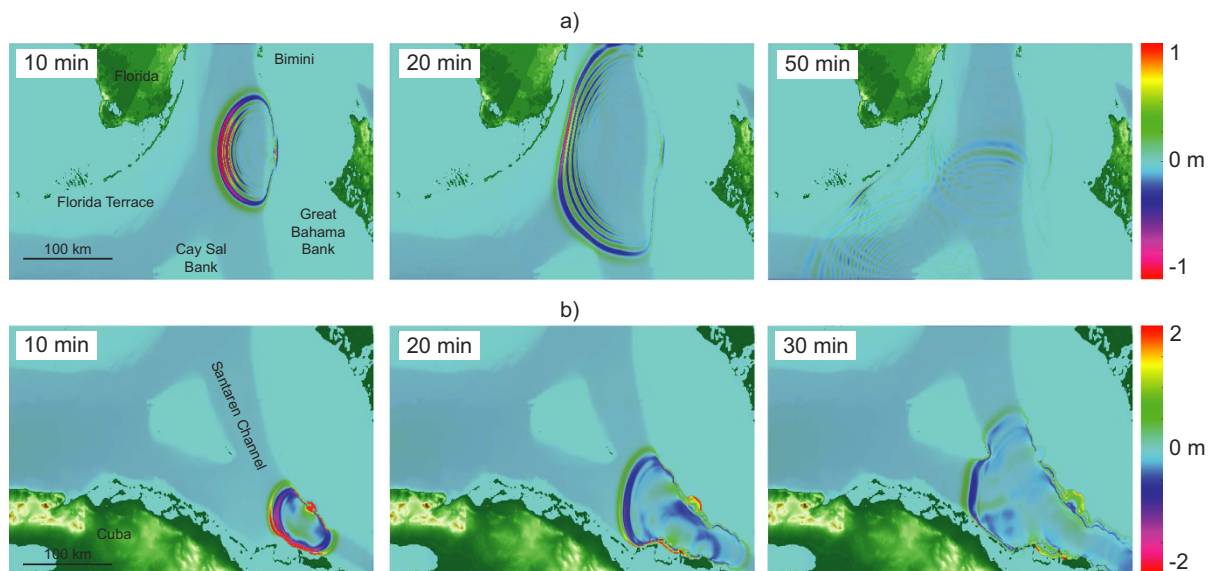 a)
10 min
Florida
Bimini
Florida Terrace
Great
Bahama
Bank
100 km
Cay Sal
Bank
20 min
50 min
1
0 m
-1
b)
10 min
Santaren Channel
Cuba
100 km
20 min
30 min
2
0 m
-2